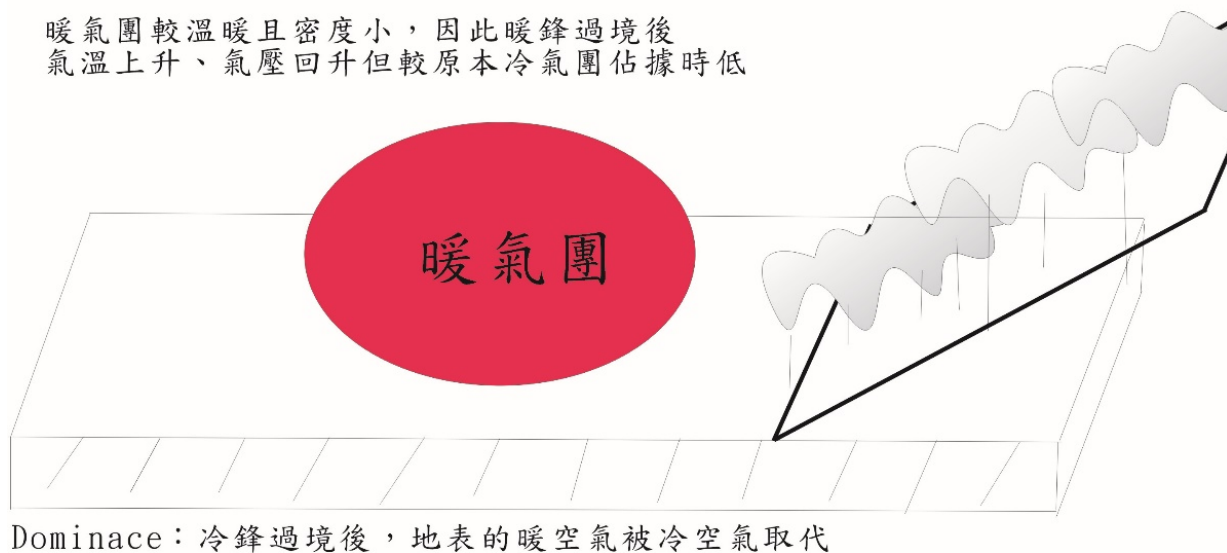 暖氣團較溫暖且密度小，因此暖鋒過境後
氣溫上升、氣壓回升但較原本冷氣團佔據時低
暖氣團
Dominace：冷鋒過境後，地表的暖空氣被冷空氣取代